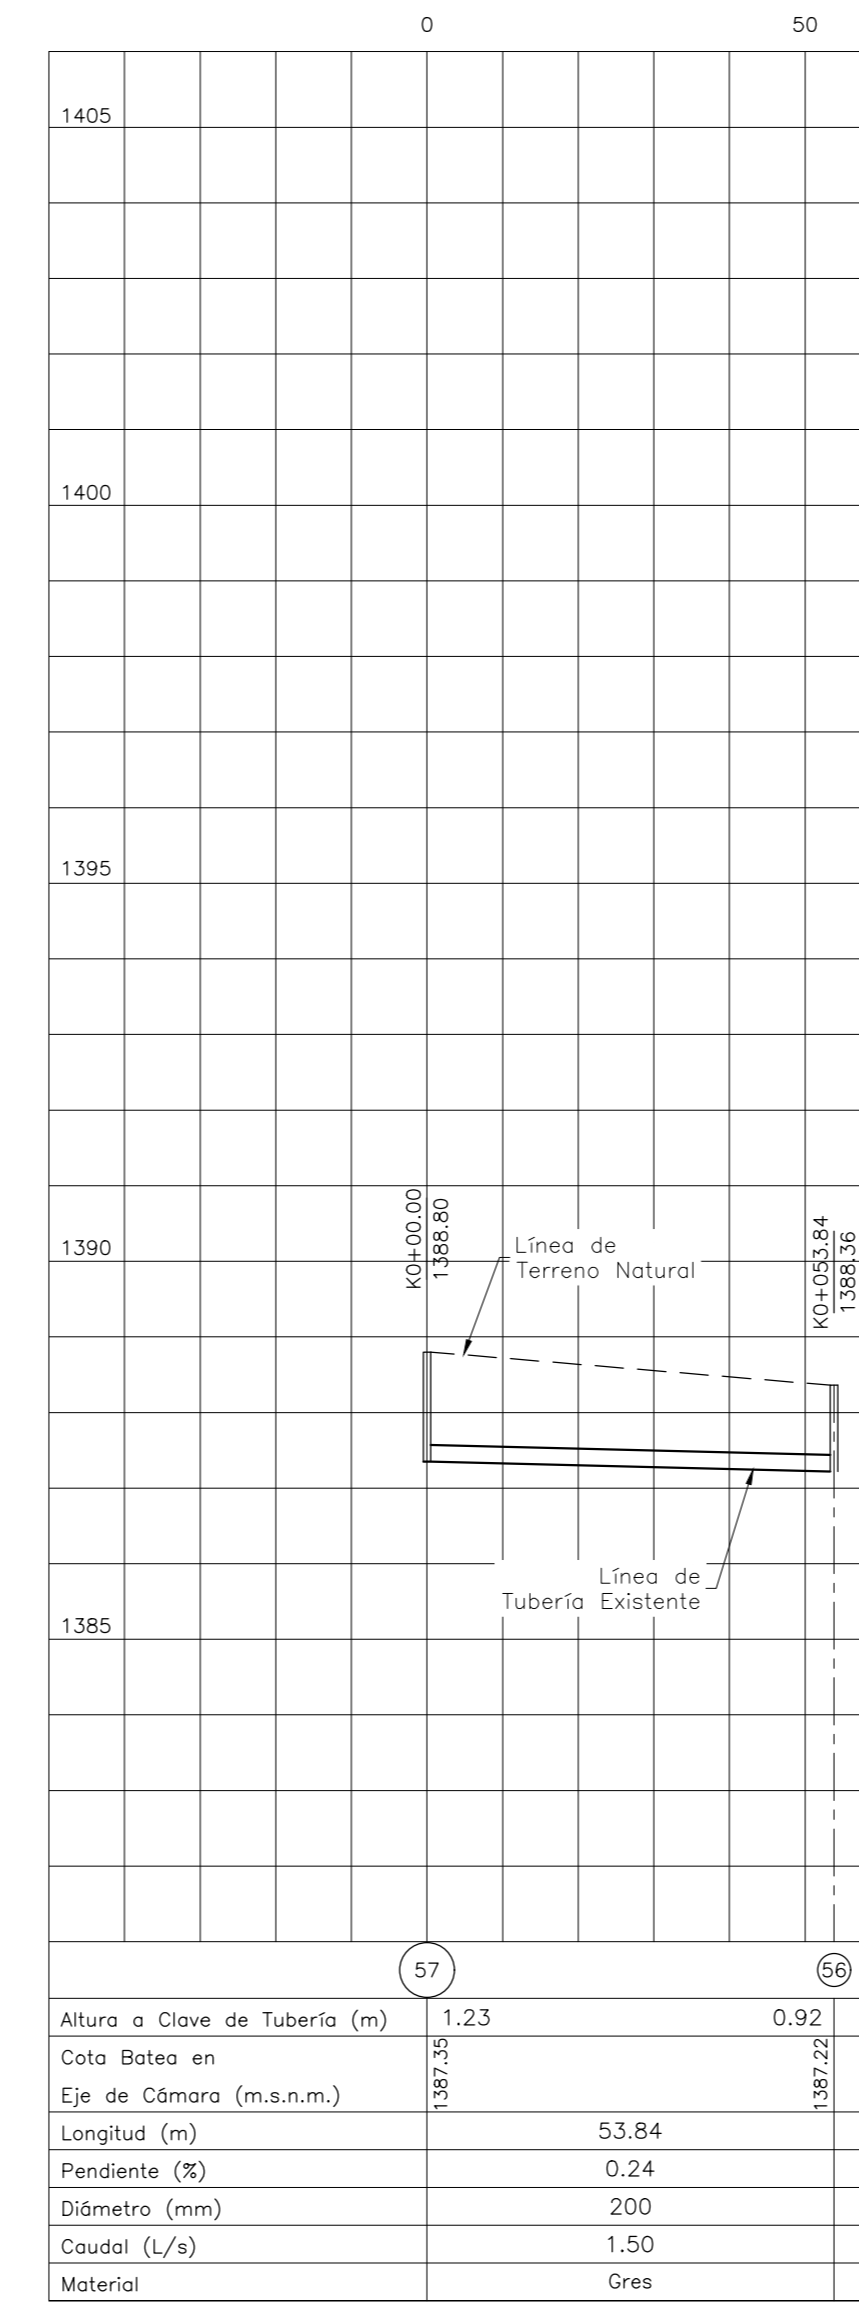 0 50
1405
1400
1395
1390
K0+00.00
1388.80
Línea de
Terreno Natural
K0+053.84
1388.36
Línea de
Tubería Existente
1385
57 56
Altura a Clave de Tubería (m) 1.23 0.92
Cota Batea en
Eje de Cámara (m.s.n.m.) 1387.35 1387.22
Longitud (m) 53.84
Pendiente (%) 0.24
Diámetro (mm) 200
Caudal (L/s) 1.50
Material Gres